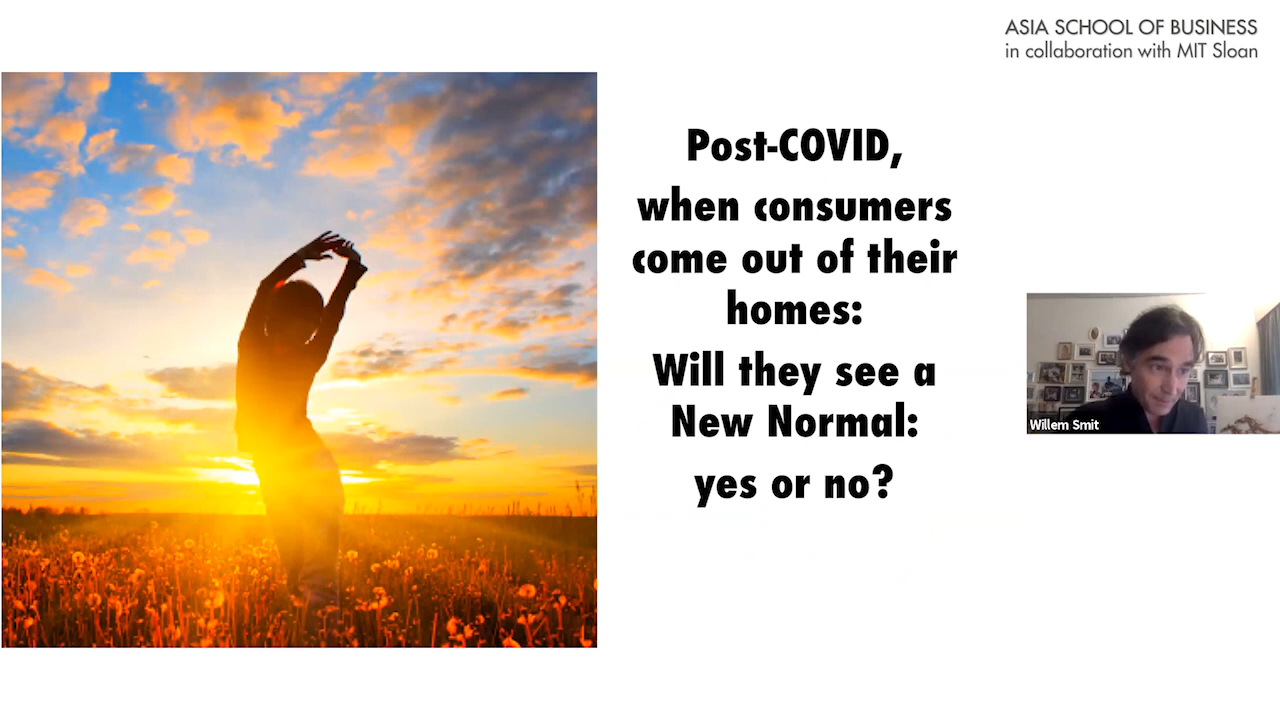 ASIA SCHOOL OF BUSINESS
in collaboration with MIT Sloan
Post-COVID,
when consumers
come out of their
homes:
Will they see a
New Normal:
yes or no?
Willem Smit